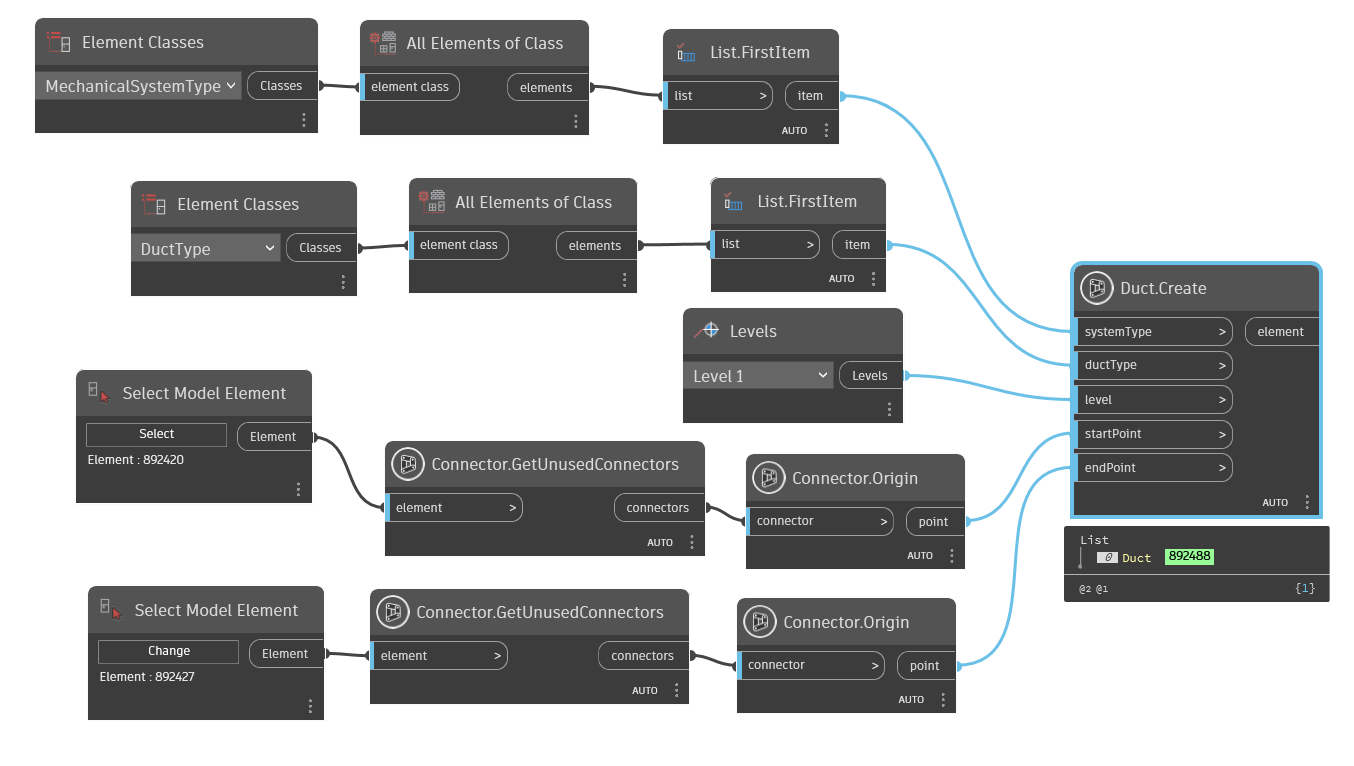 Element Classes
MechanicalSystemType
Classes
All Elements of Class
element class
elements
List.FirstItem
list
>
item
AUTO
Element Classes
DuctType
Classes
All Elements of Class
element class
elements
List.FirstItem
list
>
item
AUTO
Levels
Level 1
Levels
Select Model Element
Select
Element
Element : 892420
Connector.GetUnusedConnectors
element
>
connectors
AUTO
Connector.Origin
connector
>
point
AUTO
Select Model Element
Change
Element
Element : 892427
Connector.GetUnusedConnectors
element
>
connectors
AUTO
Connector.Origin
connector
>
point
AUTO
Duct.Create
systemType >
element
ductType >
level >
startPoint >
endPoint >
AUTO
List
0 Duct 892488
@2 @1 {1}